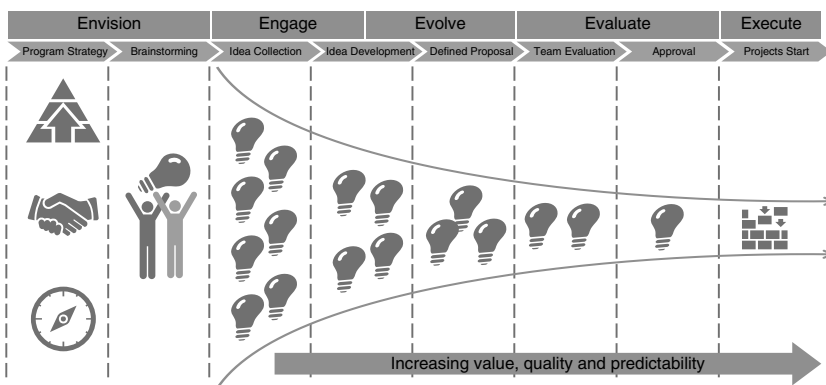 Envision
Engage
Evolve
Evaluate
Execute
Program Strategy
Brainstorming
Idea Collection
Idea Development
Defined Proposal
Team Evaluation
Approval
Projects Start
Increasing value, quality and predictability